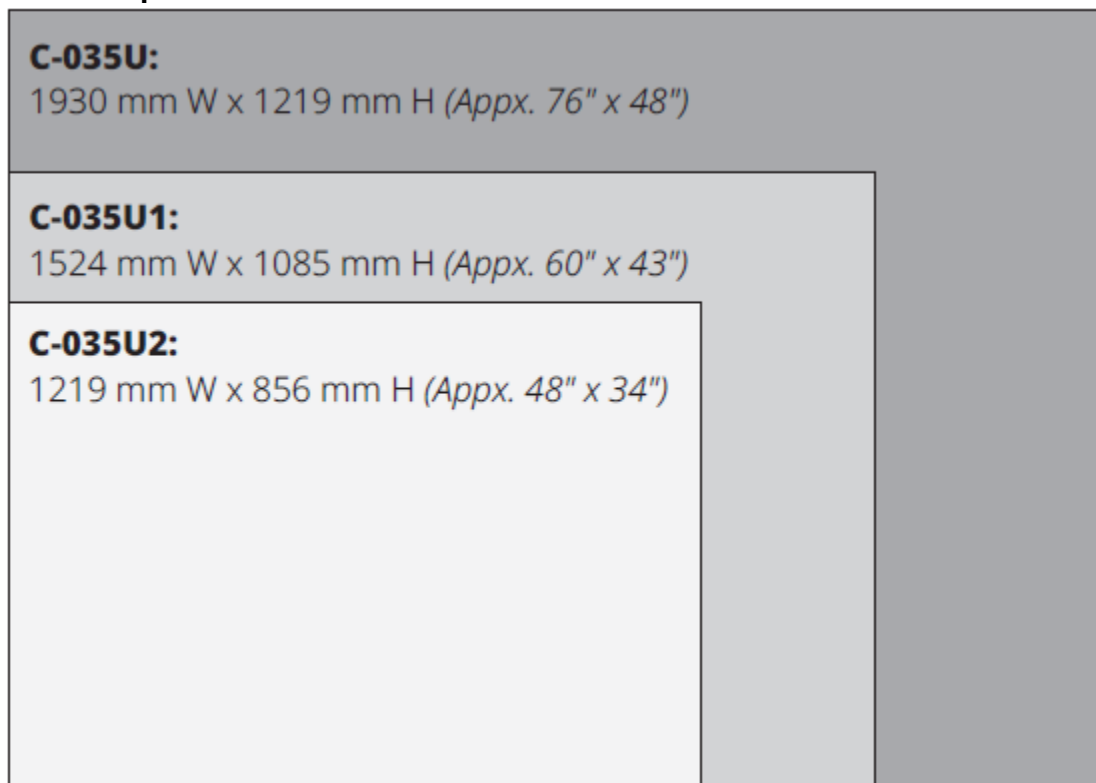 C-035U:
1930 mm W x 1219 mm H (Appx. 76" x 48")
C-035U1:
1524 mm W x 1085 mm H (Appx. 60" x 43")
C-035U2:
1219 mm W x 856 mm H (Appx. 48" x 34")